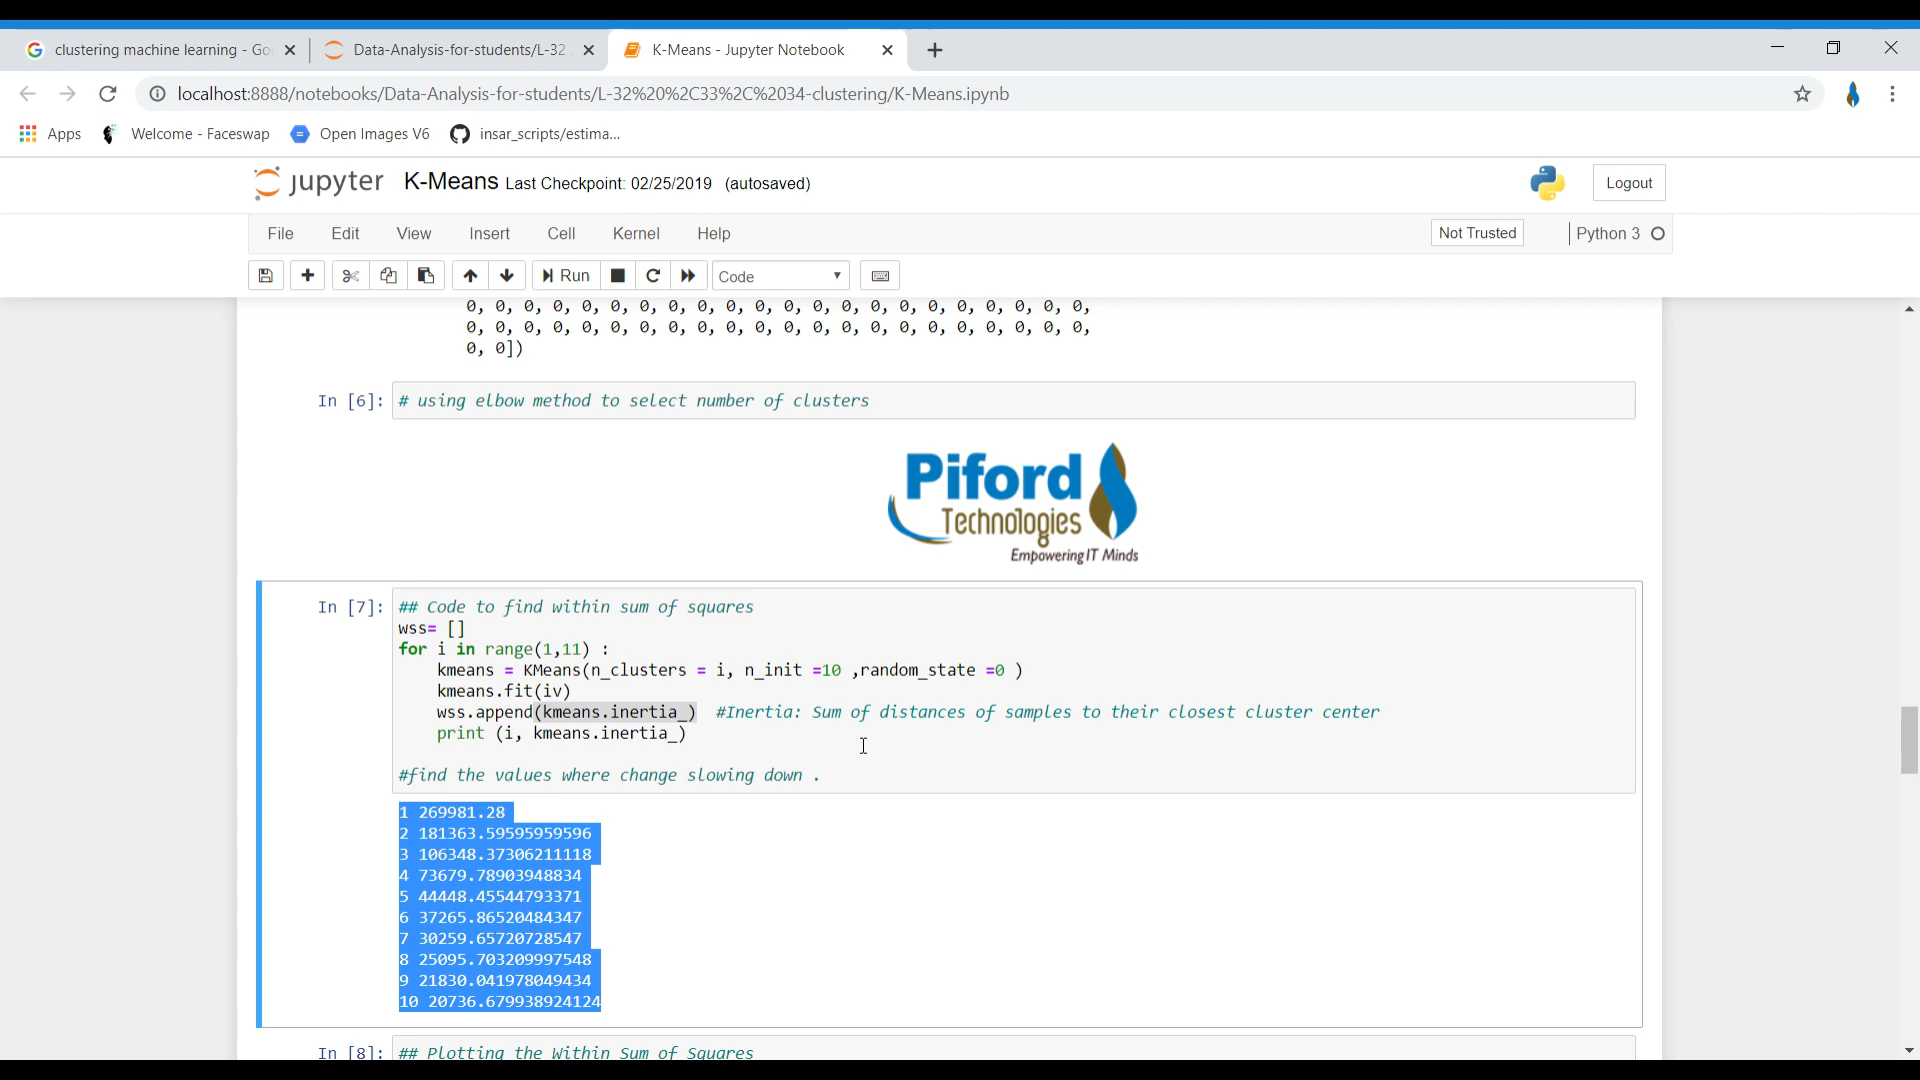 clustering machine learning - Go
Data-Analysis-for-students/L-32
K-Means - Jupyter Notebook
localhost:8888/notebooks/Data-Analysis-for-students/L-32%20%2C33%2C%2034-clustering/K-Means.ipynb
Apps
Welcome - Faceswap
Open Images V6
insar_scripts/estima...
jupyter K-Means Last Checkpoint: 02/25/2019 (autosaved)
Logout
File Edit View Insert Cell Kernel Help
Not Trusted
Python 3
Run
Code
0, 0, 0, 0, 0, 0, 0, 0, 0, 0, 0, 0, 0, 0, 0, 0, 0, 0, 0, 0, 0, 0,
0, 0, 0, 0, 0, 0, 0, 0, 0, 0, 0, 0, 0, 0, 0, 0, 0, 0, 0, 0, 0, 0,
0, 0])
In [6]: # using elbow method to select number of clusters
Piford
Technologies
Empowering IT Minds
In [7]: ## Code to find within sum of squares
wss= []
for i in range(1,11) :
kmeans = KMeans(n_clusters = i, n_init =10 ,random_state =0 )
kmeans.fit(iv)
wss.append(kmeans.inertia_) #Inertia: Sum of distances of samples to their closest cluster center
print (i, kmeans.inertia_)
#find the values where change slowing down .
1 269981.28
2 181363.59595959596
3 106348.37306211118
4 73679.78903948834
5 44448.45544793371
6 37265.86520484347
7 30259.65720728547
8 25095.703209997548
9 21830.041978049434
10 20736.679938924124
In [8]: ## Plotting the Within Sum of Squares